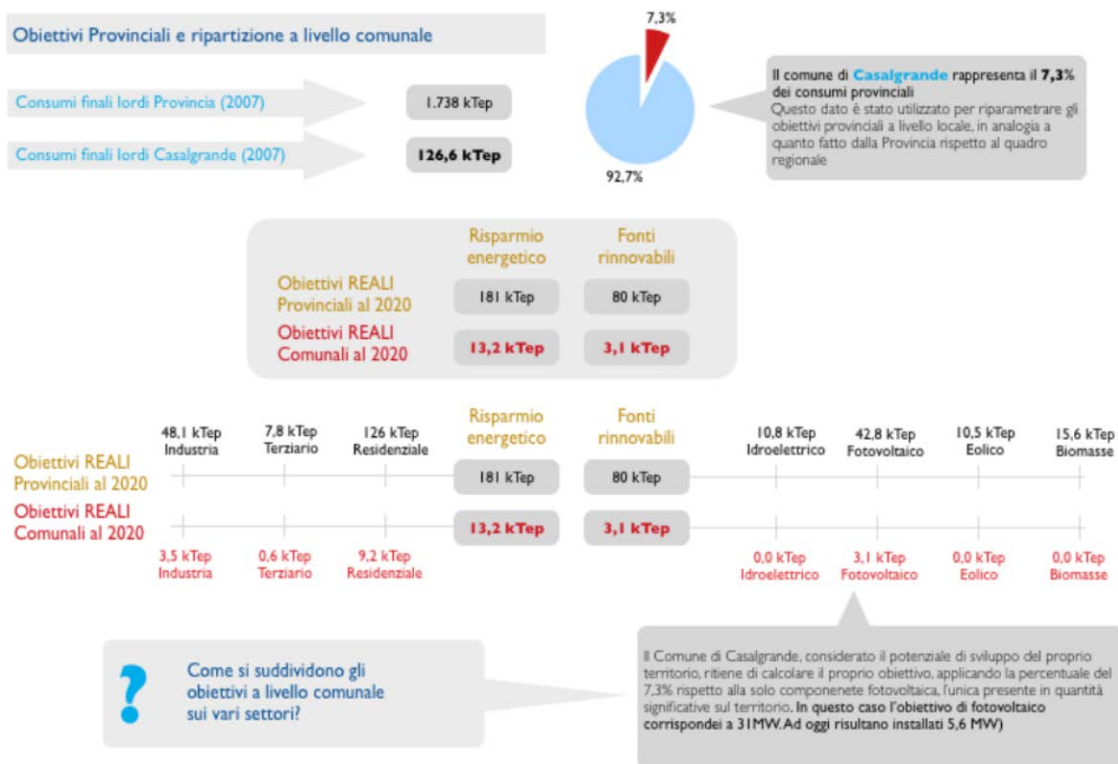 Obiettivi Provinciali e ripartizione a livello comunale
7,3%
92,7%
Consumi finali lordi Provincia (2007)
1.738 kTep
Consumi finali lordi Casalgrande (2007)
126,6 kTep
Il comune di Casalgrande rappresenta il 7,3%
dei consumi provinciali
Questo dato è stato utilizzato per riparametrare gli
obiettivi provinciali a livello locale, in analogia a
quanto fatto dalla Provincia rispetto al quadro
regionale
Risparmio
energetico
Fonti
rinnovabili
Obiettivi REALI
Provinciali al 2020
181 kTep
80 kTep
Obiettivi REALI
Comunali al 2020
13,2 kTep
3,1 kTep
48,1 kTep
Industria
7,8 kTep
Terziario
126 kTep
Residenziale
Risparmio
energetico
Fonti
rinnovabili
10,8 kTep
Idroelettrico
42,8 kTep
Fotovoltaico
10,5 kTep
Eolico
15,6 kTep
Biomasse
Obiettivi REALI
Provinciali al 2020
181 kTep
80 kTep
Obiettivi REALI
Comunali al 2020
13,2 kTep
3,1 kTep
3,5 kTep
Industria
0,6 kTep
Terziario
9,2 kTep
Residenziale
0,0 kTep
Idroelettrico
3,1 kTep
Fotovoltaico
0,0 kTep
Eolico
0,0 kTep
Biomasse
?
Come si suddividono gli
obiettivi a livello comunale
sui vari settori?
Il Comune di Casalgrande, considerato il potenziale di sviluppo del proprio
territorio, ritiene di calcolare il proprio obiettivo, applicando la percentuale del
7,3% rispetto alla solo componenete fotovoltaica, l'unica presente in quantità
significative sul territorio. In questo caso l'obiettivo di fotovoltaico
corrispondei a 31MW. Ad oggi risultano installati 5,6 MW)